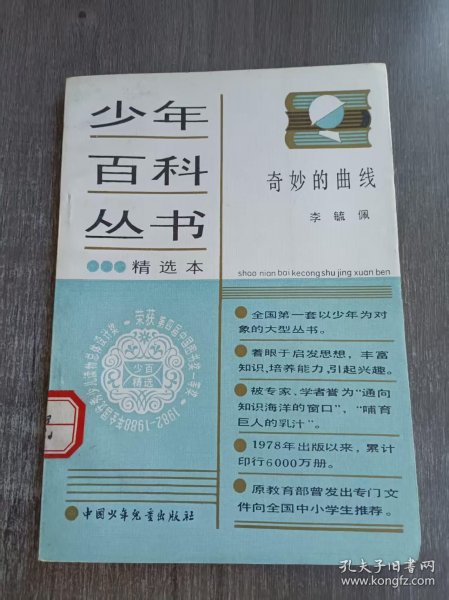 少年
百科
丛书
精选本
奇妙的曲线
李毓佩
shao nian bai ke cong shu jing xuan ben
全国第一套以少年为对
象的大型丛书。
着眼于启发思想，丰富
知识，培养能力，引起兴趣。
被专家、学者誉为“通向
知识海洋的窗口”，“哺育
巨人的乳汁”。
1978年出版以来，累计
印行6000万册。
原教育部曾发出专门文
件向全国中小学生推荐。
少百
精选
中国少年儿童出版社
孔夫子旧书网
www.kongfz.com